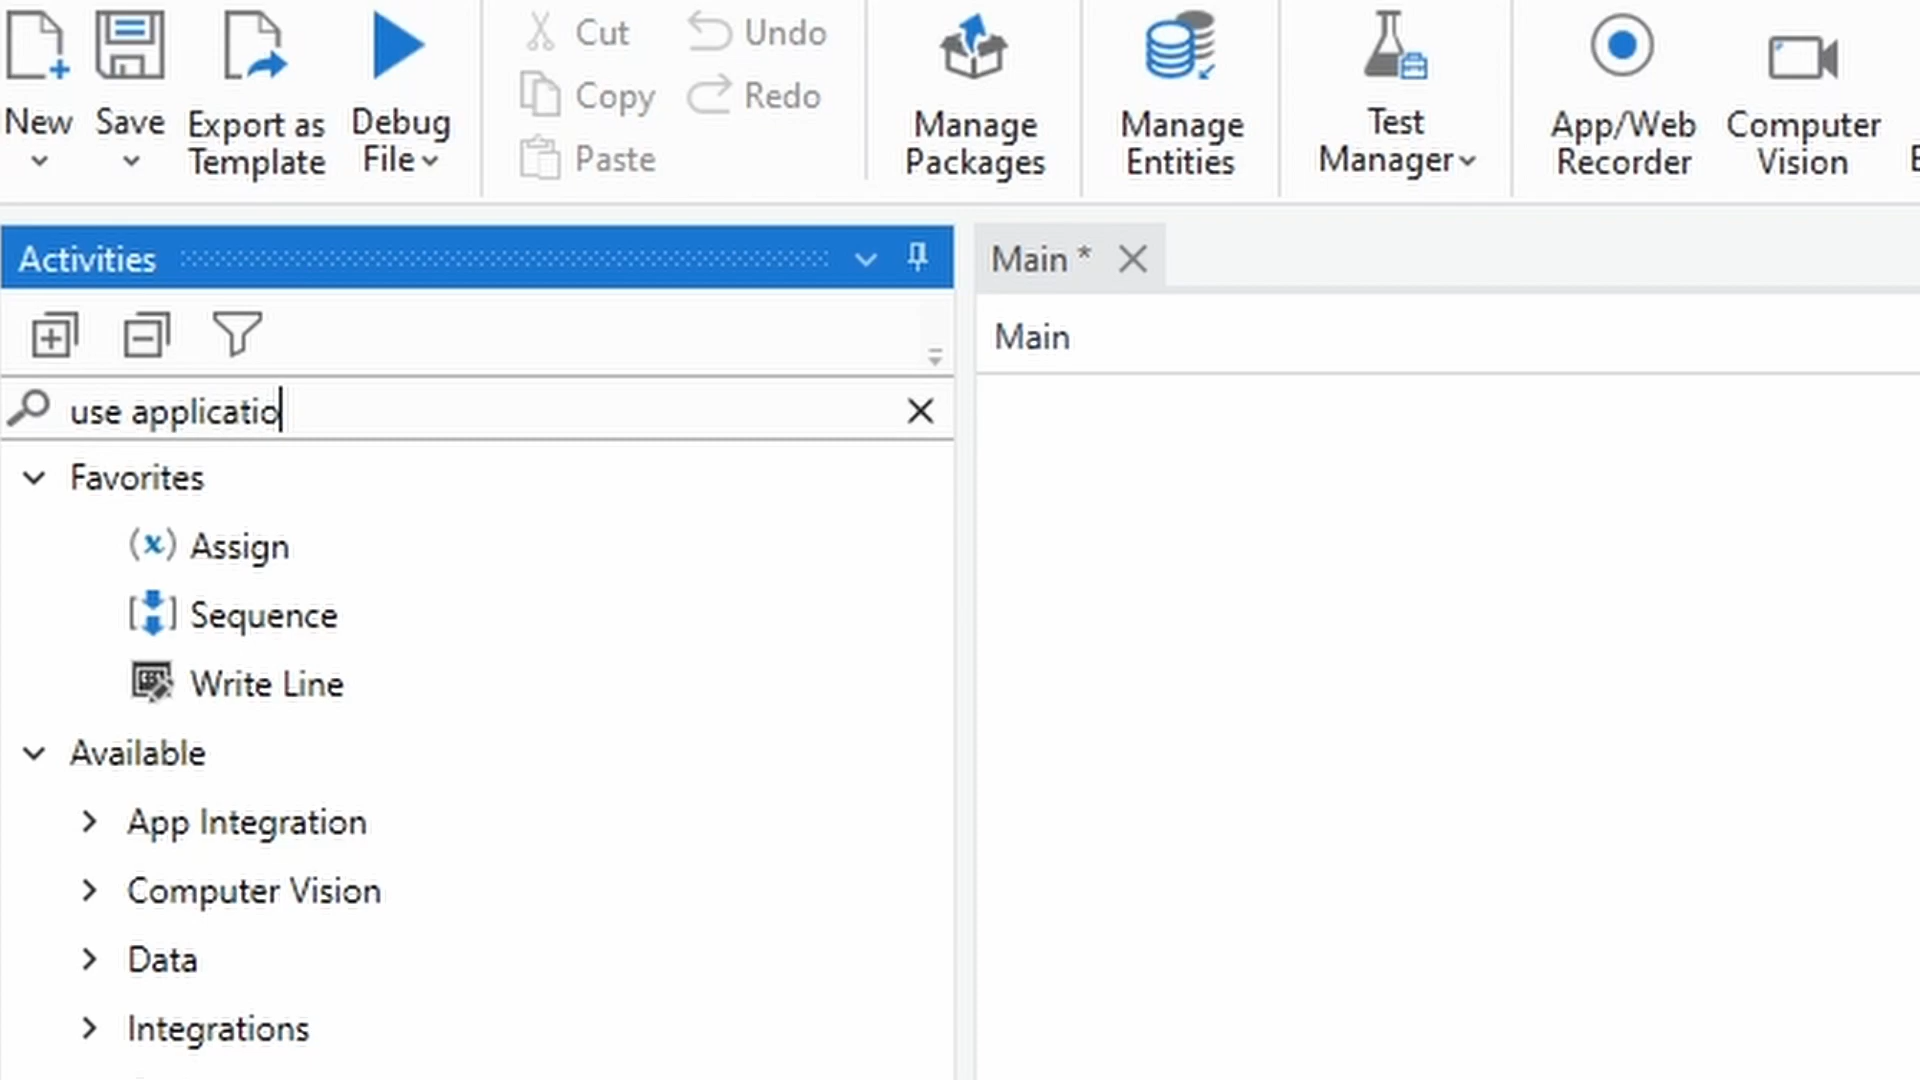 New
Save
Export as
Template
Debug
File
Cut
Copy
Paste
Undo
Redo
Manage
Packages
Manage
Entities
Test
Manager
App/Web
Recorder
Computer
Vision
Activities
Main *
Main
use applicatio
Favorites
(x) Assign
Sequence
Write Line
Available
App Integration
Computer Vision
Data
Integrations